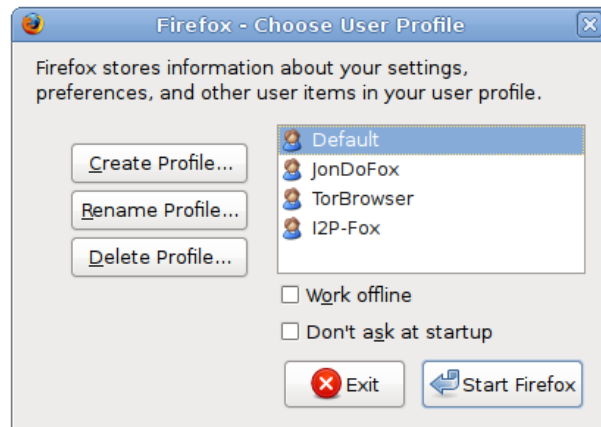 Firefox - Choose User Profile
Firefox stores information about your settings,
preferences, and other user items in your user profile.
Create Profile...
Rename Profile...
Delete Profile...
Default
JonDoFox
TorBrowser
I2P-Fox
Work offline
Don't ask at startup
Exit
Start Firefox